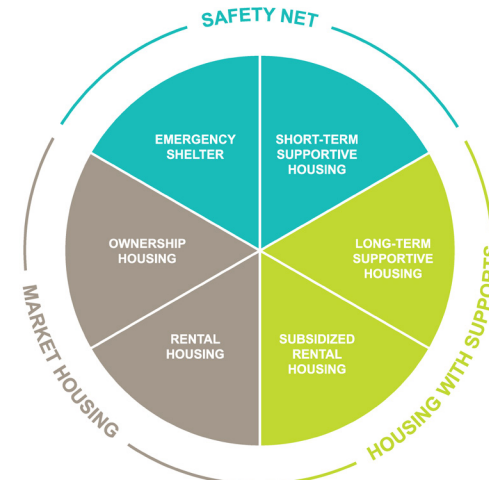 SAFETY NET
EMERGENCY
SHELTER
SHORT-TERM
SUPPORTIVE
HOUSING
OWNERSHIP
HOUSING
LONG-TERM
SUPPORTIVE
HOUSING
RENTAL
HOUSING
SUBSIDIZED
RENTAL
HOUSING
MARKET HOUSING
HOUSING WITH SUPPORTS